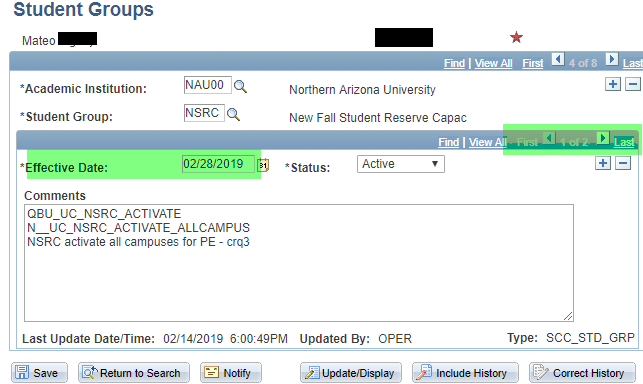 Student Groups
Mateo
Find | View All First 4 of 8 Last
*Academic Institution: NAU00 Northern Arizona University
*Student Group: NSRC New Fall Student Reserve Capac
Find | View All First 1 of 2 Last
*Effective Date: 02/28/2019 31 *Status: Active
Comments
QBU_UC_NSRC_ACTIVATE
N__UC_NSRC_ACTIVATE_ALLCAMPUS
NSRC activate all campuses for PE - crq3
Last Update Date/Time: 02/14/2019 6:00:49PM Updated By: OPER Type: SCC_STD_GRP
Save Return to Search Notify Update/Display Include History Correct History